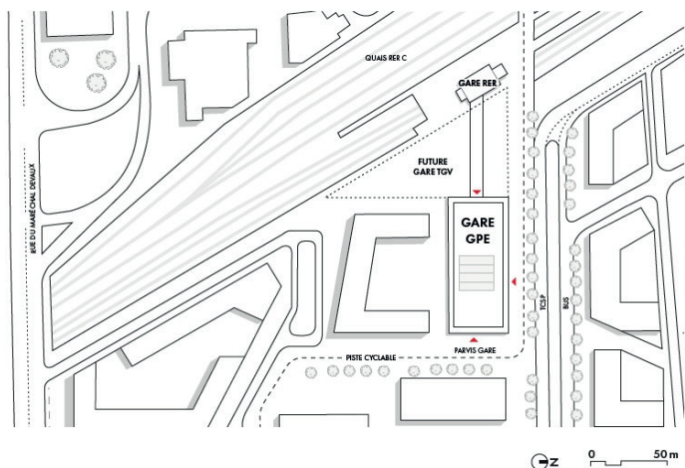 QUAIS RER C
GARE RER
FUTURE
GARE TGV
RUE DU MARÉCHAL DEVAUX
GARE
GPE
TCSP
BUS
PISTE CYCLABLE
PARVIS GARE
Z
0 50 m